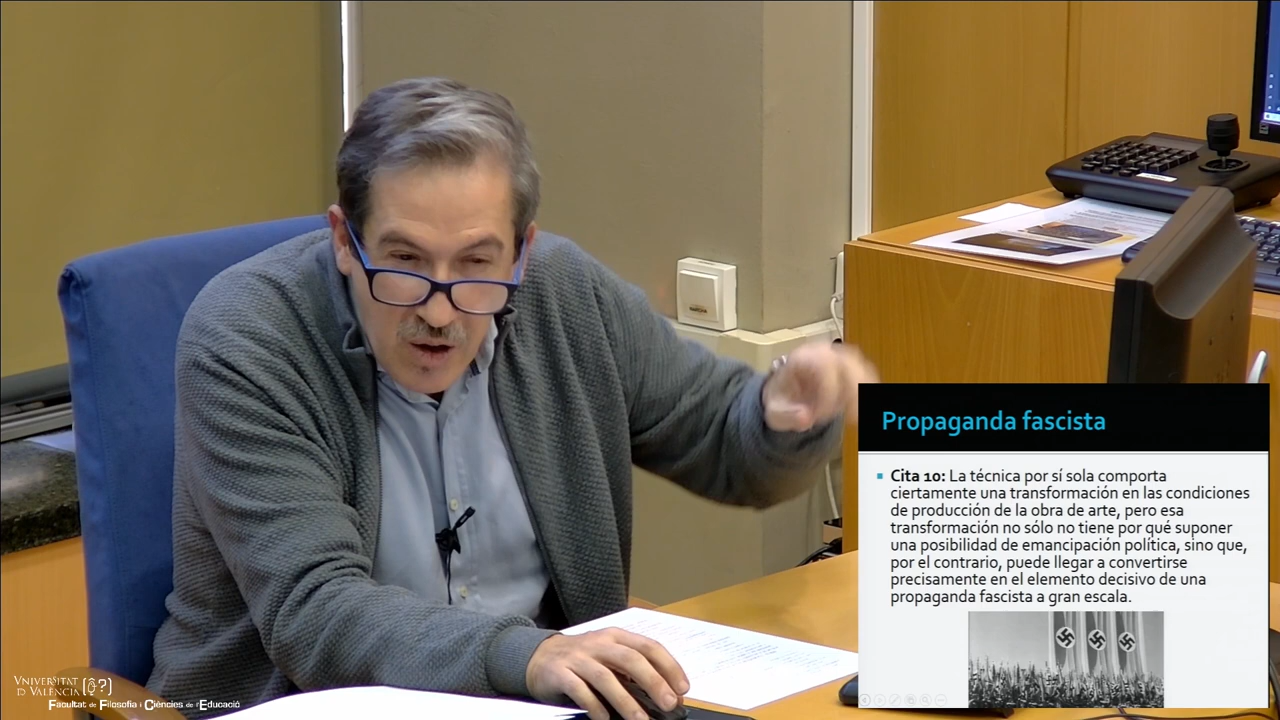 Propaganda fascista
Cita 10: La técnica por sí sola comporta
ciertamente una transformación en las condiciones
de producción de la obra de arte, pero esa
transformación no sólo no tiene por qué suponer
una posibilidad de emancipación política, sino que,
por el contrario, puede llegar a convertirse
precisamente en el elemento decisivo de una
propaganda fascista a gran escala.
VNIVERSITAT
D VALÈNCIA
Facultat de Filosofia i Ciències de l'Educació